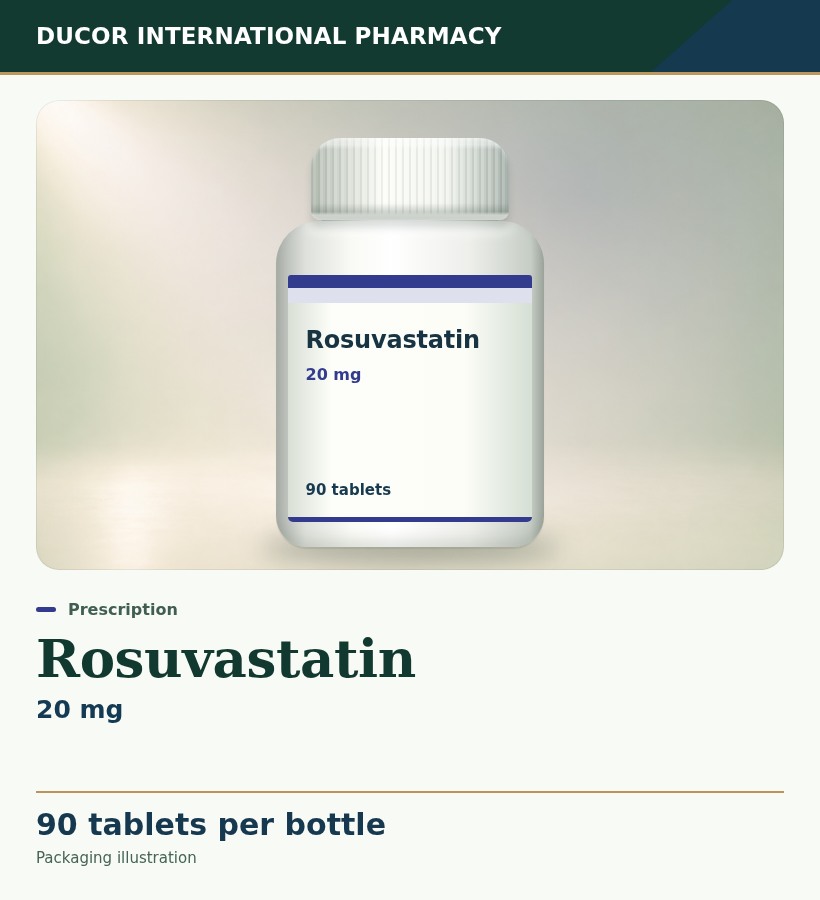 DUCOR INTERNATIONAL PHARMACY
Rosuvastatin
20 mg
90 tablets
Prescription
Rosuvastatin
20 mg
90 tablets per bottle
Packaging illustration